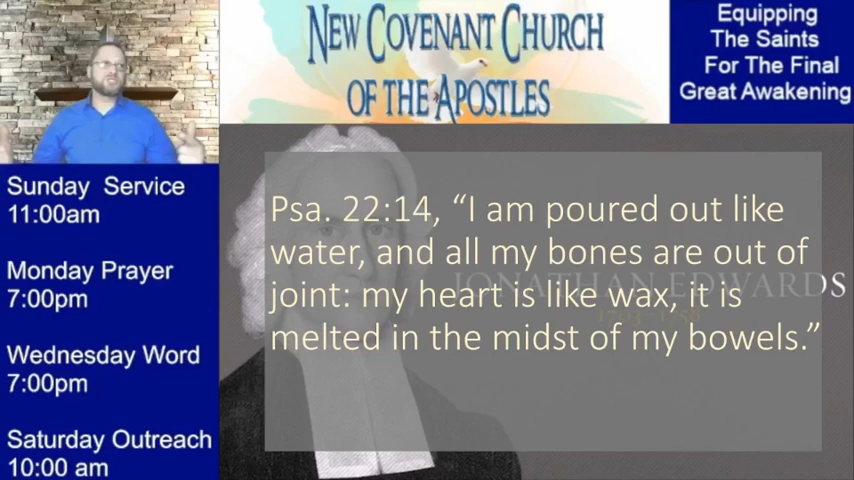 NEW COVENANT CHURCH
OF THE APOSTLES
Equipping
The Saints
For The Final
Great Awakening
Sunday Service
11:00am
Monday Prayer
7:00pm
Wednesday Word
7:00pm
Saturday Outreach
10:00 am
Psa. 22:14, “I am poured out like
water, and all my bones are out of
joint: my heart is like wax; it is
melted in the midst of my bowels.”
JONATHAN EDWARDS